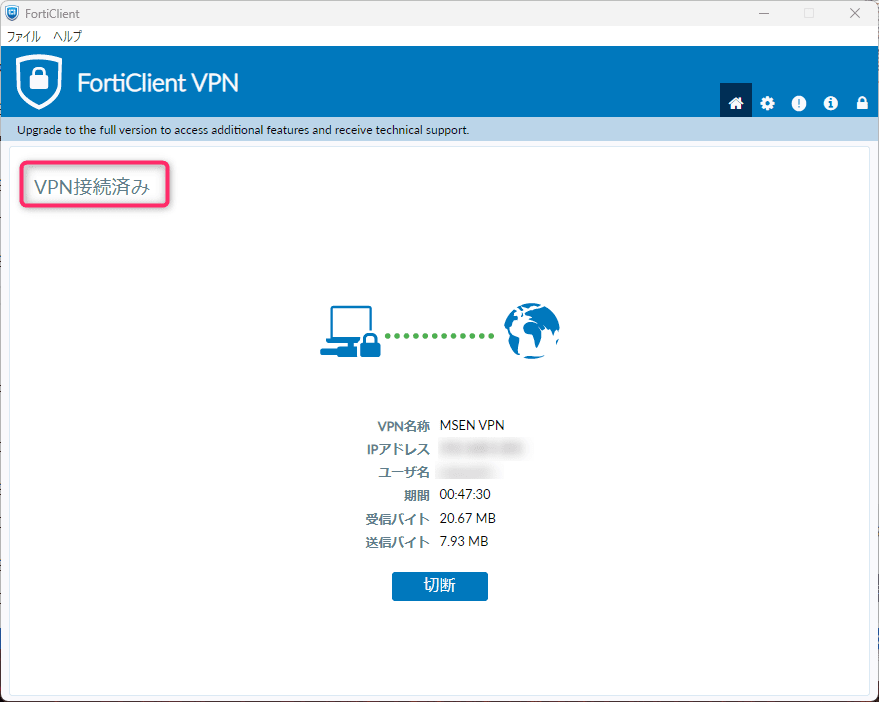 FortiClient
ファイル ヘルプ
FortiClient VPN
Upgrade to the full version to access additional features and receive technical support.
VPN接続済み
VPN名称 MSEN VPN
IPアドレス
ユーザ名
期間 00:47:30
受信バイト 20.67 MB
送信バイト 7.93 MB
切断